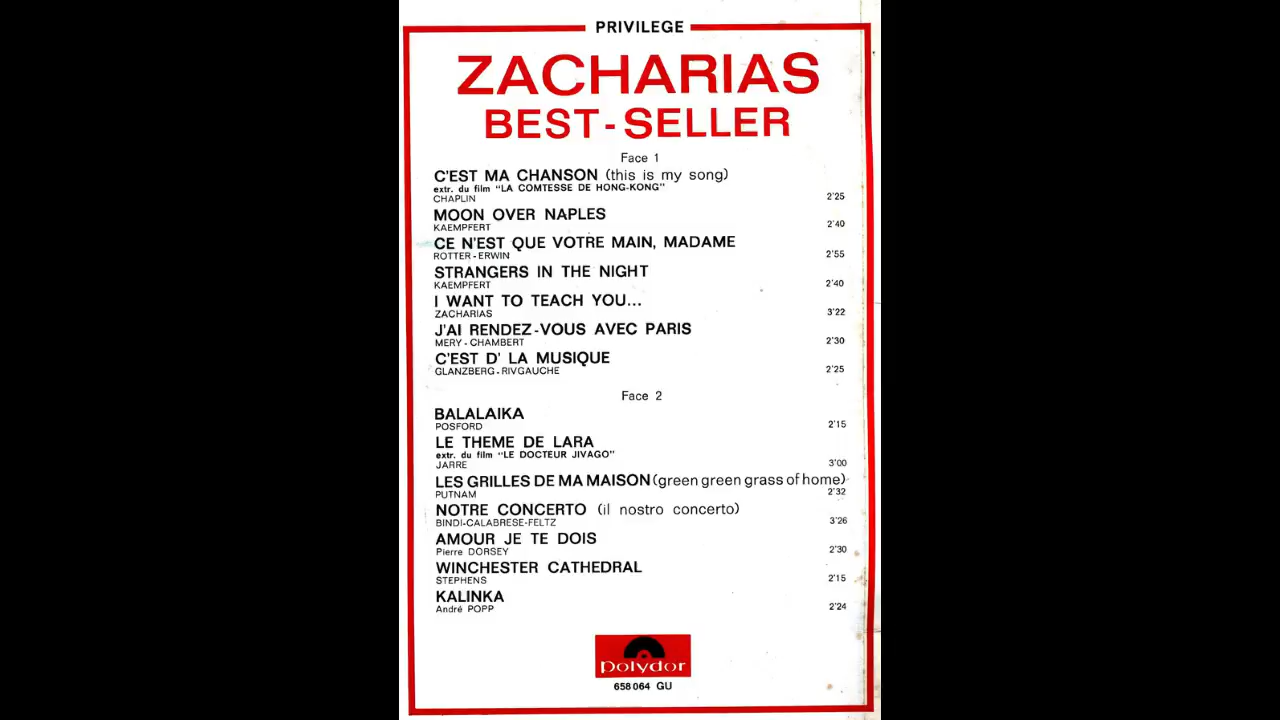 PRIVILEGE
ZACHARIAS
BEST-SELLER
Face 1
C'EST MA CHANSON (this is my song)
extr. du film "LA COMTESSE DE HONG-KONG"
CHAPLIN 2'25
MOON OVER NAPLES
KAEMPFERT 2'40
CE N'EST QUE VOTRE MAIN, MADAME
ROTTER-ERWIN 2'55
STRANGERS IN THE NIGHT
KAEMPFERT 2'40
I WANT TO TEACH YOU...
ZACHARIAS 3'22
J'AI RENDEZ-VOUS AVEC PARIS
MERY-CHAMBERT 2'30
C'EST D' LA MUSIQUE
GLANZBERG-RIVGAUCHE 2'25
Face 2
BALALAIKA
POSFORD 2'15
LE THEME DE LARA
extr. du film "LE DOCTEUR JIVAGO"
JARRE 3'00
LES GRILLES DE MA MAISON (green green grass of home)
PUTNAM 2'32
NOTRE CONCERTO (il nostro concerto)
BINDI-CALABRESE-FELTZ 3'26
AMOUR JE TE DOIS
Pierre DORSEY 2'30
WINCHESTER CATHEDRAL
STEPHENS 2'15
KALINKA
André POPP 2'24
polydor
658 064 GU